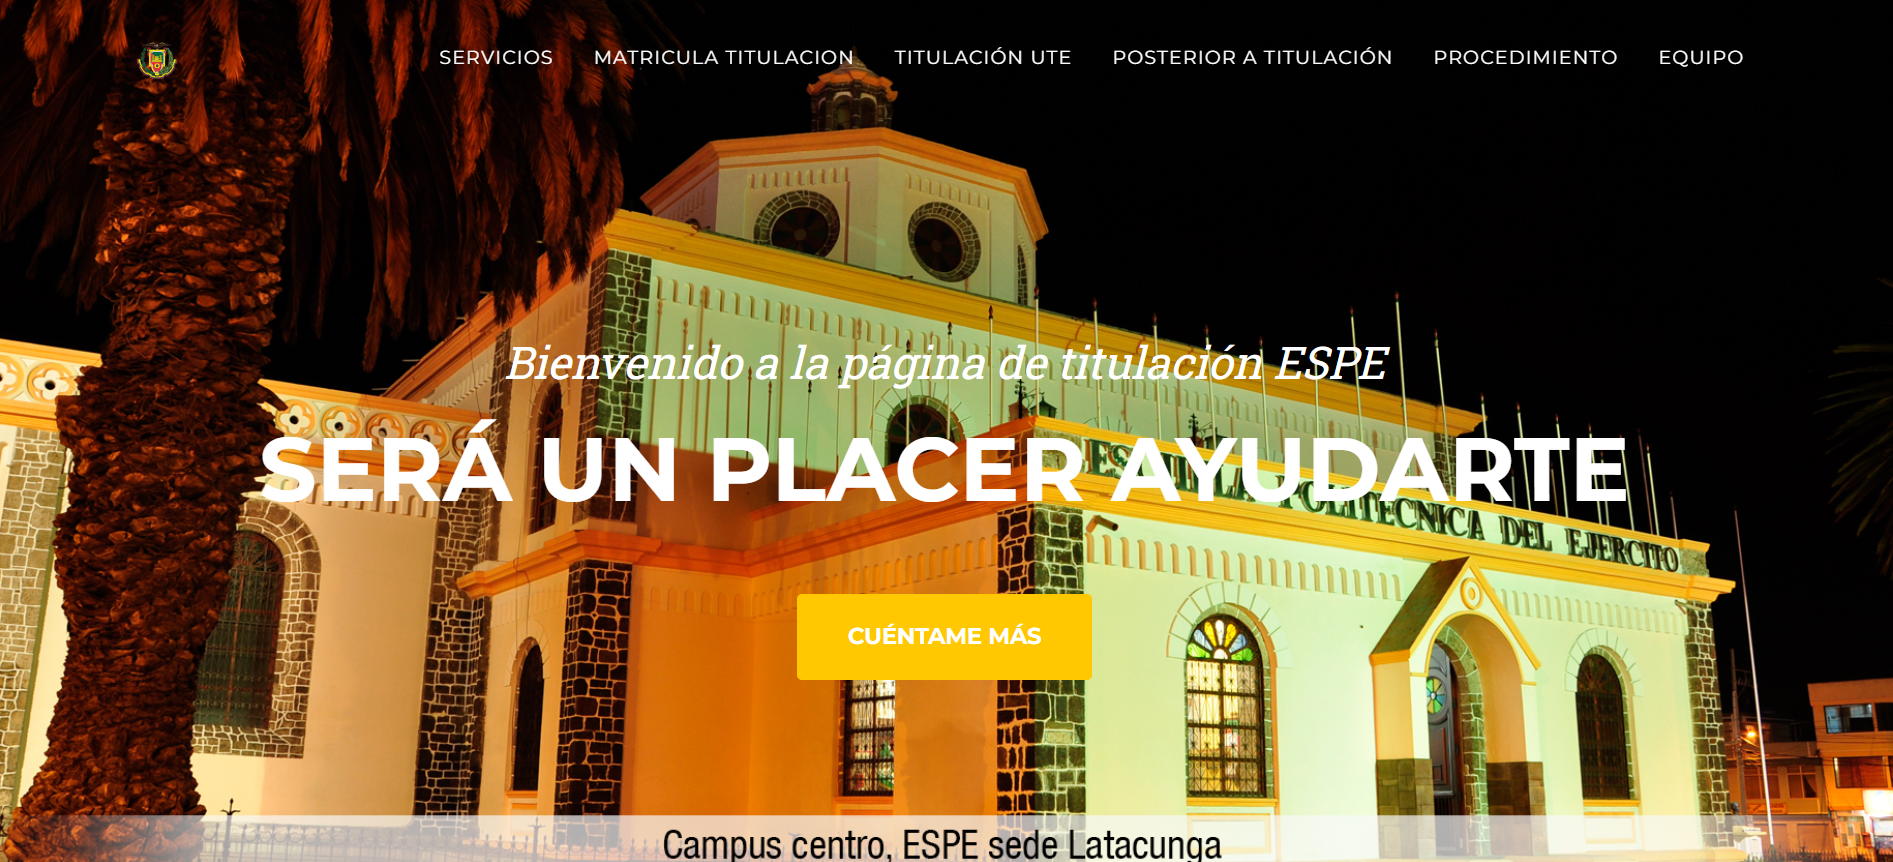 SERVICIOS MATRICULA TITULACION TITULACIÓN UTE POSTERIOR A TITULACIÓN PROCEDIMIENTO EQUIPO
Bienvenido a la página de titulación ESPE
SERÁ UN PLACER AYUDARTE
POLITECNICA DEL EJERCITO
CUÉNTAME MÁS
Campus centro, ESPE sede Latacunga